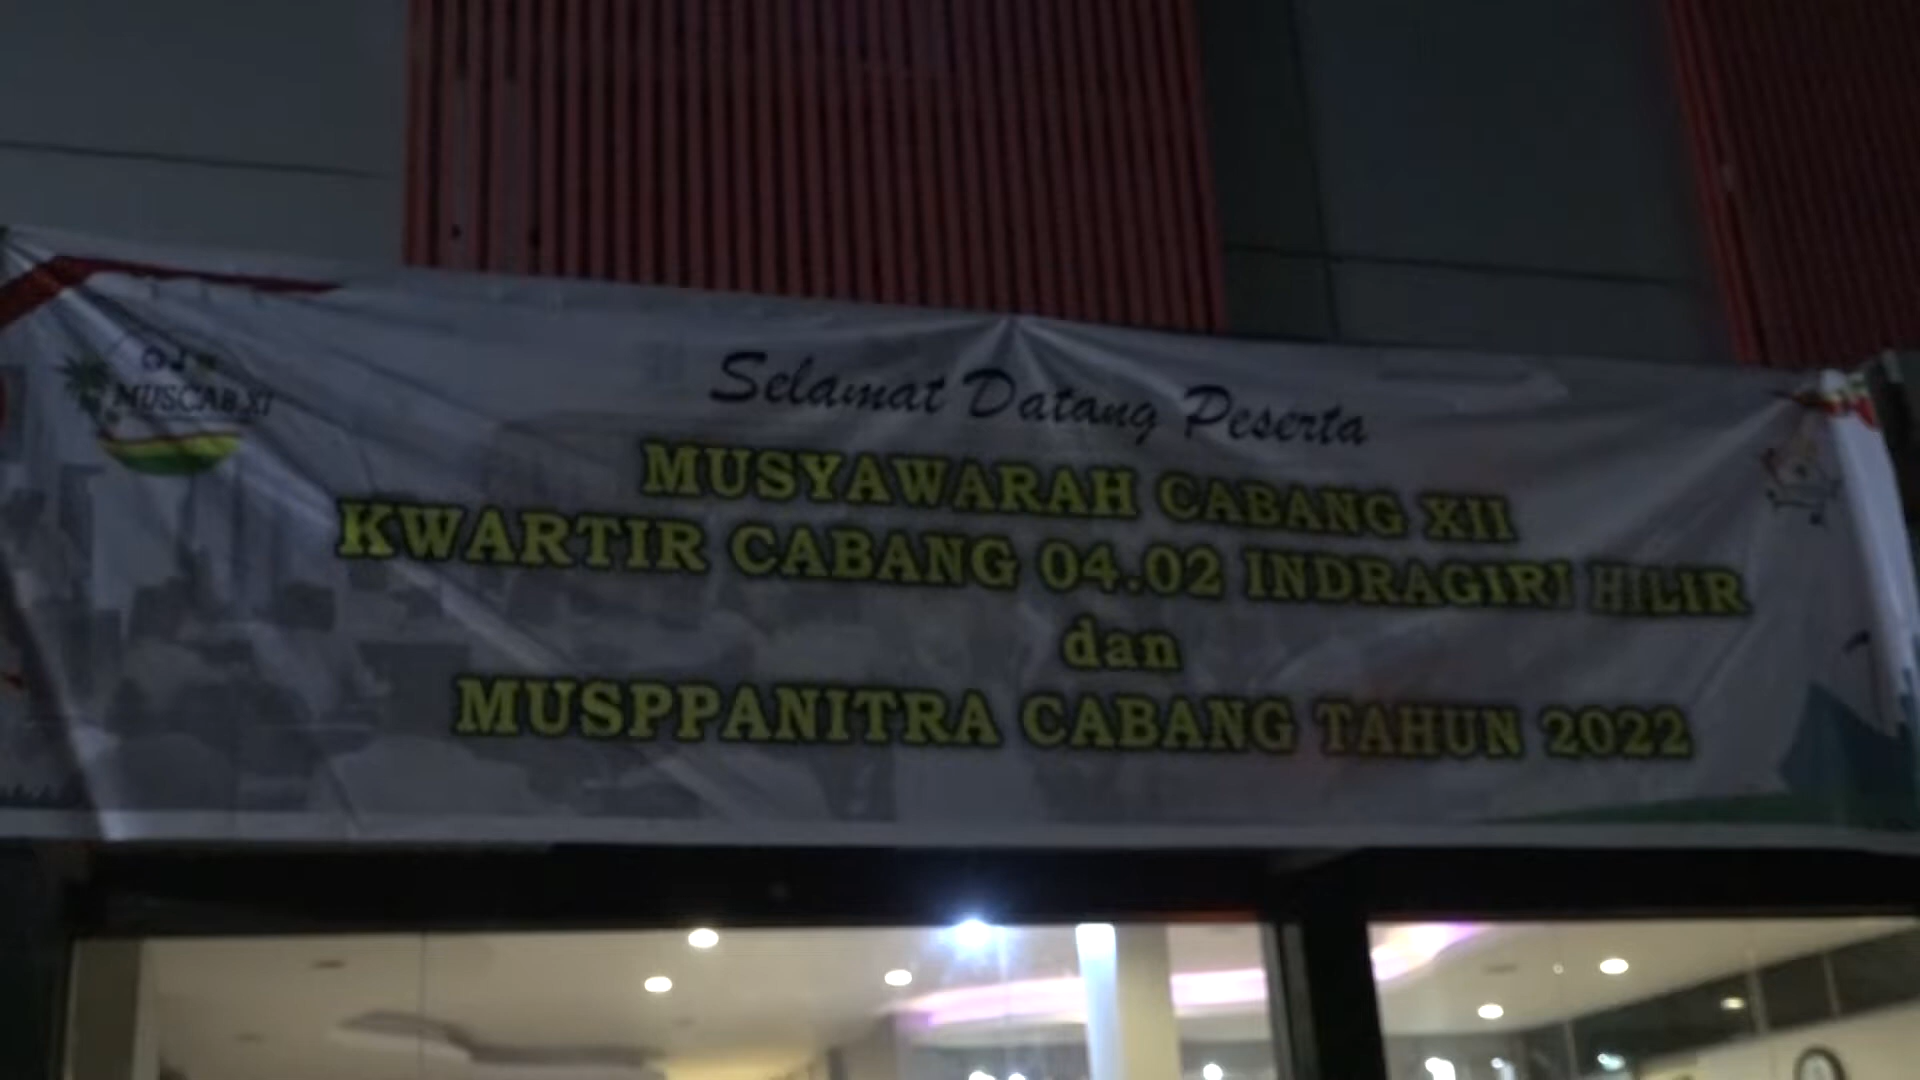 MUSCAB XI
Selamat Datang Peserta
MUSYAWARAH CABANG XII
KWARTIR CABANG 04.02 INDRAGIRI HILIR
dan
MUSPPANITRA CABANG TAHUN 2022